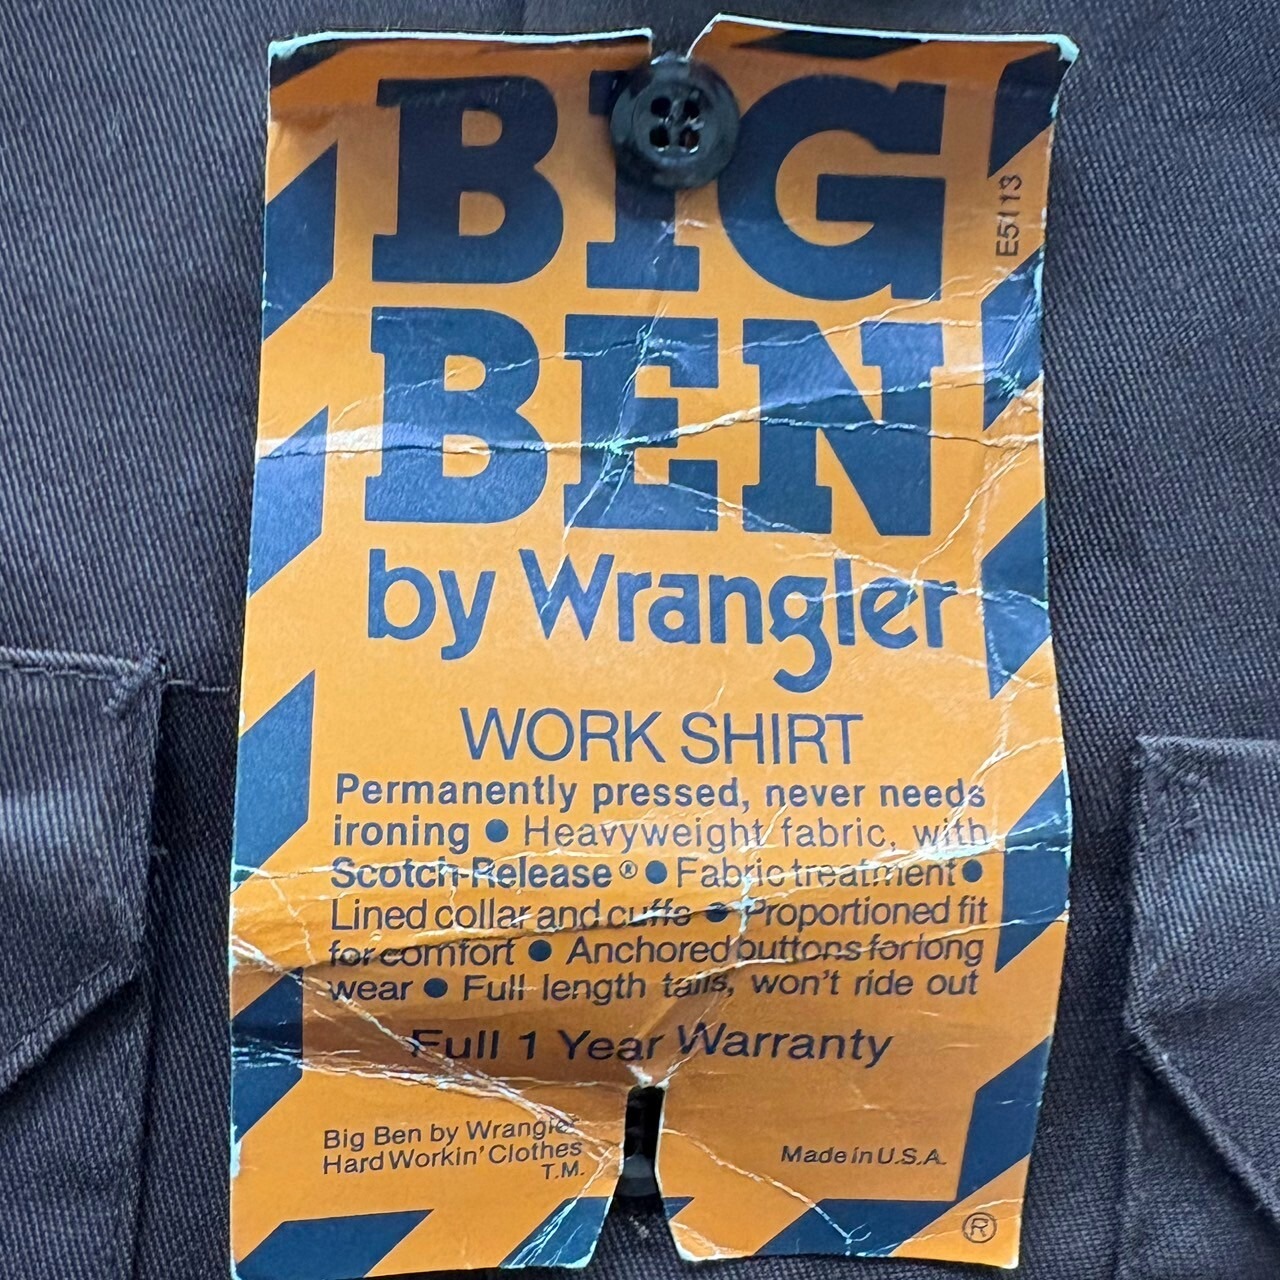 BIG
E5113
BEN
by Wrangler
WORK SHIRT
Permanently pressed, never needs
ironing ● Heavyweight fabric, with
Scotch-Release® ● Fabric treatment ●
Lined collar and cuffs ● Proportioned fit
for comfort ● Anchored buttons for long
wear ● Full length tails, won't ride out
Full 1 Year Warranty
Big Ben by Wrangler
Hard Workin' Clothes
T.M.
Made in U.S.A.
®